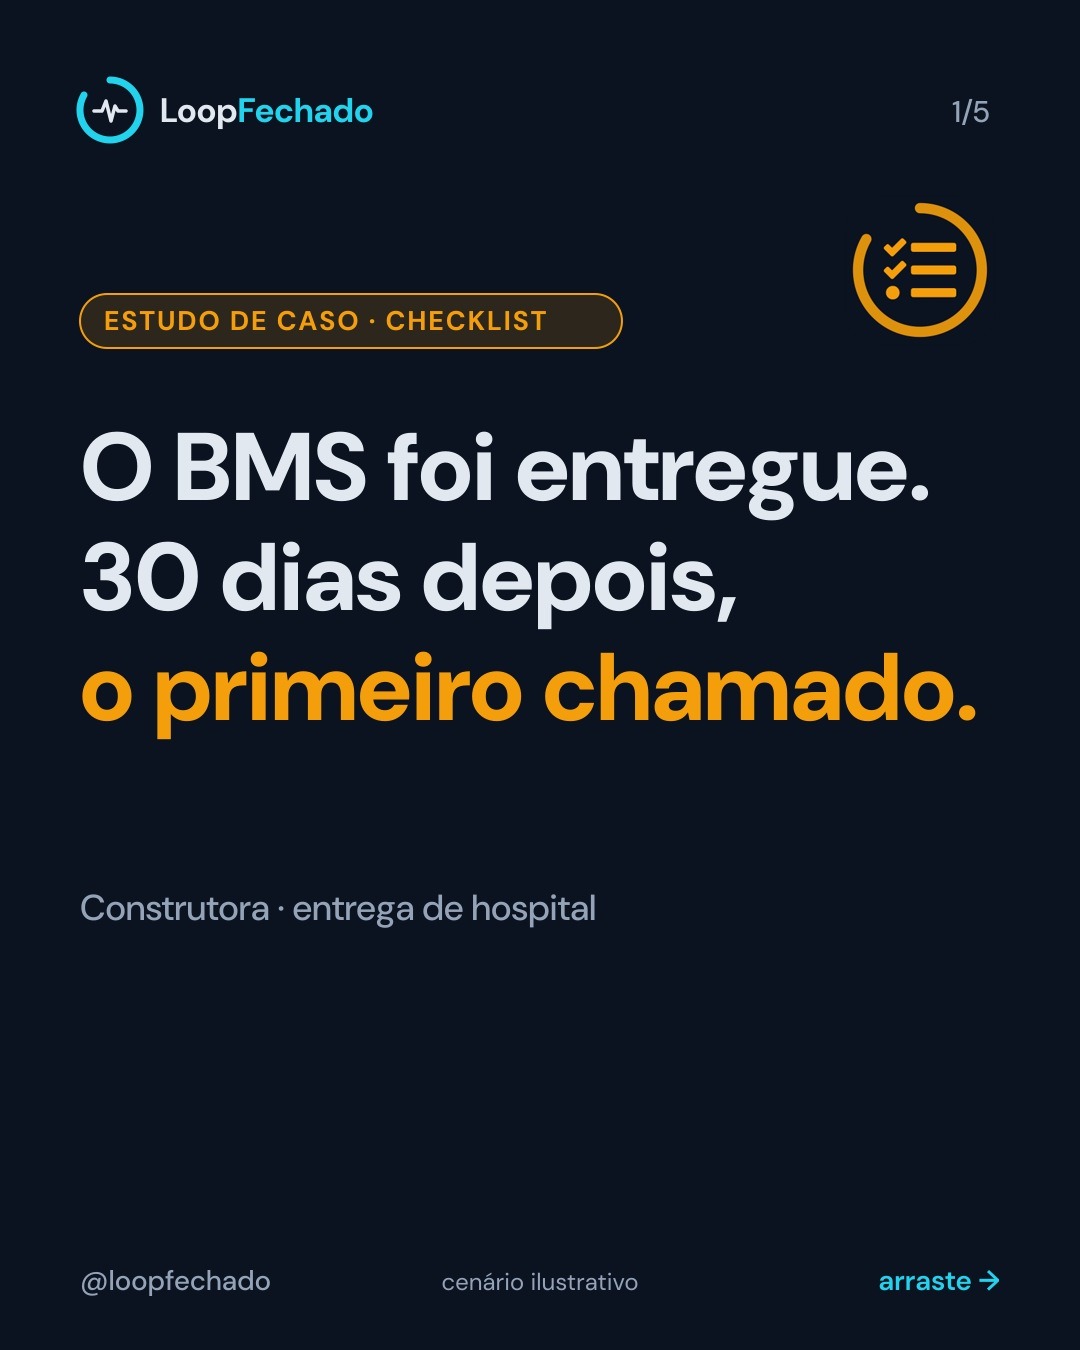 LoopFechado
1/5
ESTUDO DE CASO · CHECKLIST
O BMS foi entregue.
30 dias depois,
o primeiro chamado.
Construtora · entrega de hospital
@loopfechado
cenário ilustrativo
arraste →